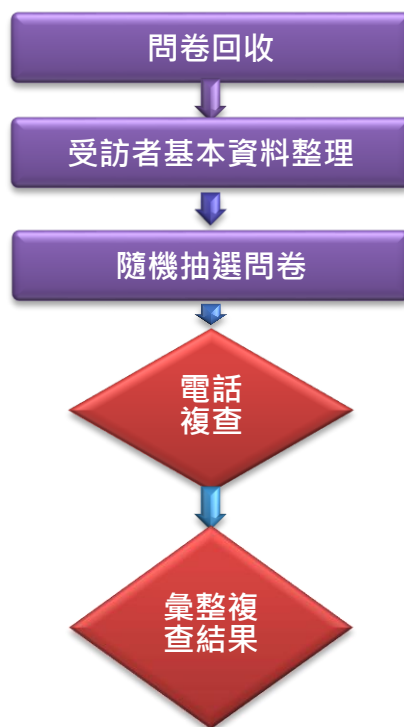 問卷回收
受訪者基本資料整理
隨機抽選問卷
電話
複查
彙整複
查結果